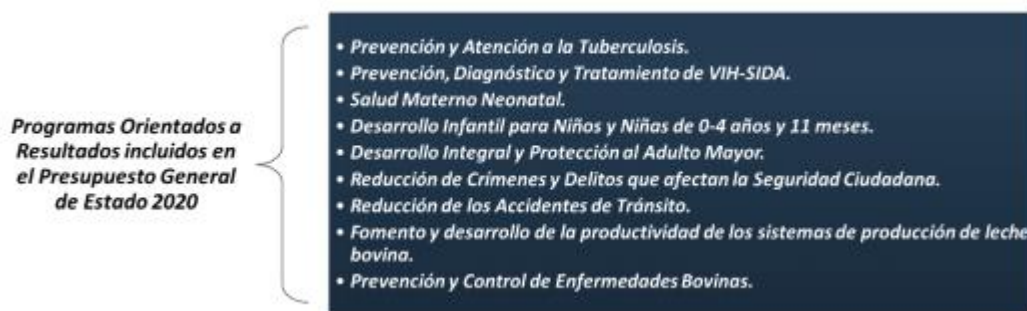 Programas Orientados a
Resultados incluidos en
el Presupuesto General
de Estado 2020
• Prevención y Atención a la Tuberculosis.
• Prevención, Diagnóstico y Tratamiento de VIH-SIDA.
• Salud Materno Neonatal.
• Desarrollo Infantil para Niños y Niñas de 0-4 años y 11 meses.
• Desarrollo Integral y Protección al Adulto Mayor.
• Reducción de Crímenes y Delitos que afectan la Seguridad Ciudadana.
• Reducción de los Accidentes de Tránsito.
• Fomento y desarrollo de la productividad de los sistemas de producción de leche
bovina.
• Prevención y Control de Enfermedades Bovinas.